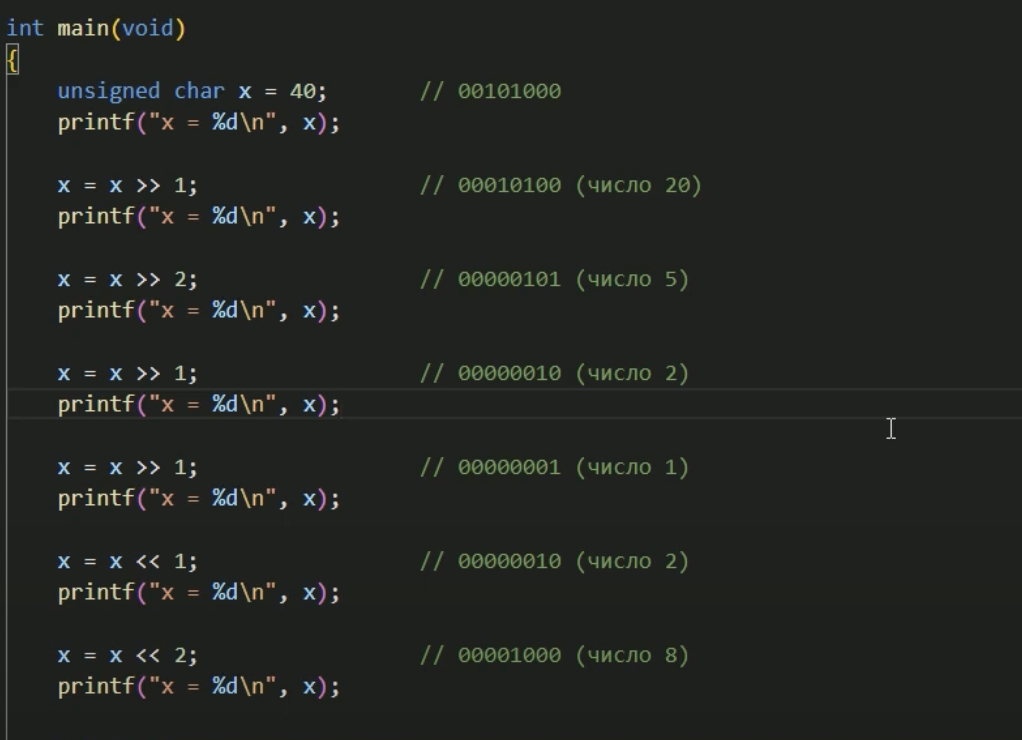 int main(void)
{
unsigned char x = 40; // 00101000
printf("x = %d\n", x);
x = x >> 1; // 00010100 (число 20)
printf("x = %d\n", x);
x = x >> 2; // 00000101 (число 5)
printf("x = %d\n", x);
x = x >> 1; // 00000010 (число 2)
printf("x = %d\n", x);
x = x >> 1; // 00000001 (число 1)
printf("x = %d\n", x);
x = x << 1; // 00000010 (число 2)
printf("x = %d\n", x);
x = x << 2; // 00001000 (число 8)
printf("x = %d\n", x);